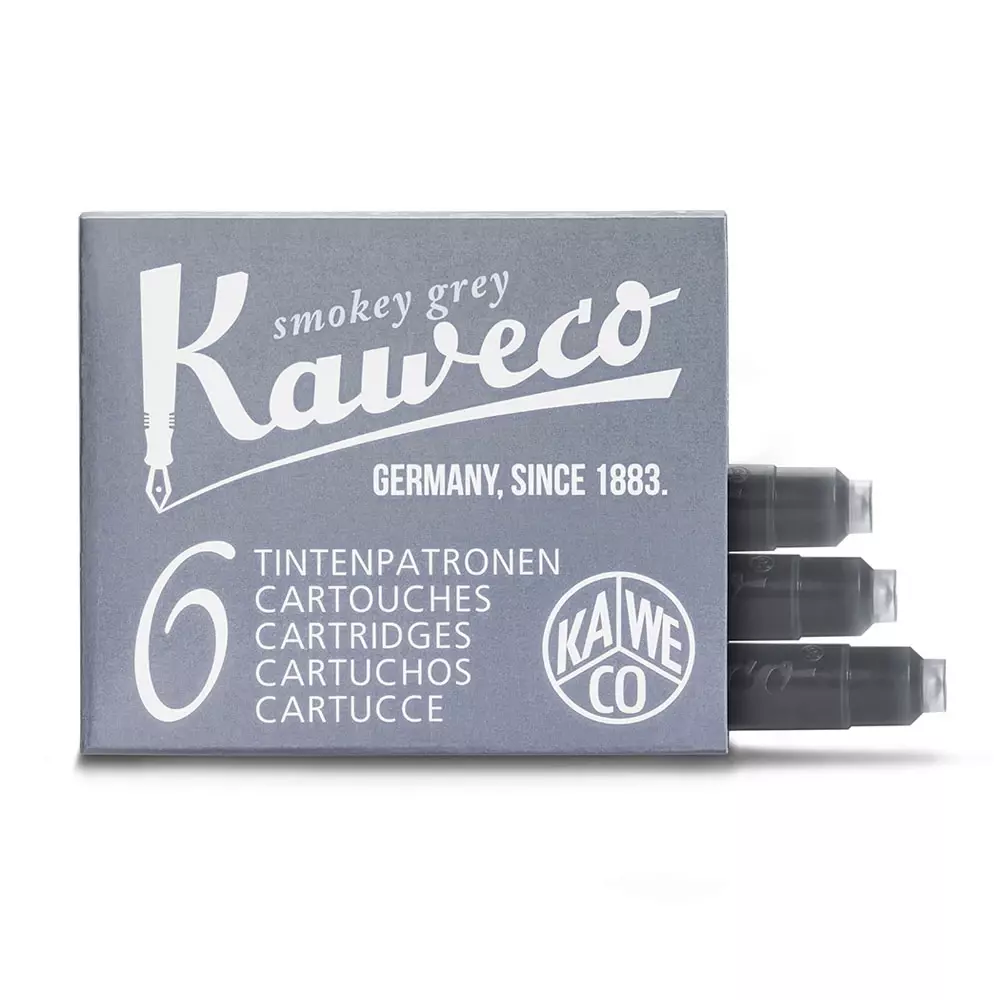 smokey grey
Kaweco
GERMANY, SINCE 1883.
6
TINTENPATRONEN
CARTOUCHES
CARTRIDGES
CARTUCHOS
CARTUCCE
KA WE
CO